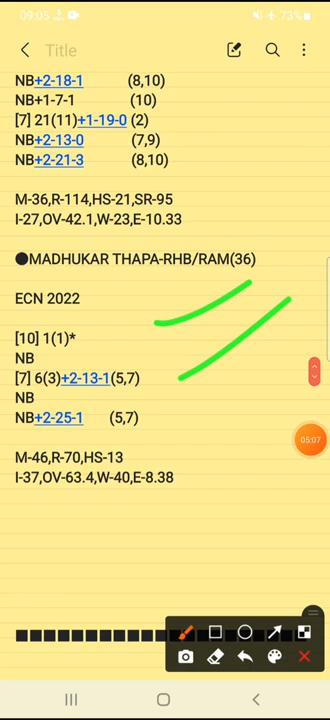 09:05
73%
Title
NB+2-18-1 (8,10)
NB+1-7-1 (10)
[7] 21(11)+1-19-0 (2)
NB+2-13-0 (7,9)
NB+2-21-3 (8,10)
M-36,R-114,HS-21,SR-95
I-27,OV-42.1,W-23,E-10.33
●MADHUKAR THAPA-RHB/RAM(36)
ECN 2022
[10] 1(1)*
NB
[7] 6(3)+2-13-1(5,7)
NB
NB+2-25-1 (5,7)
05:07
M-46,R-70,HS-13
I-37,OV-63.4,W-40,E-8.38